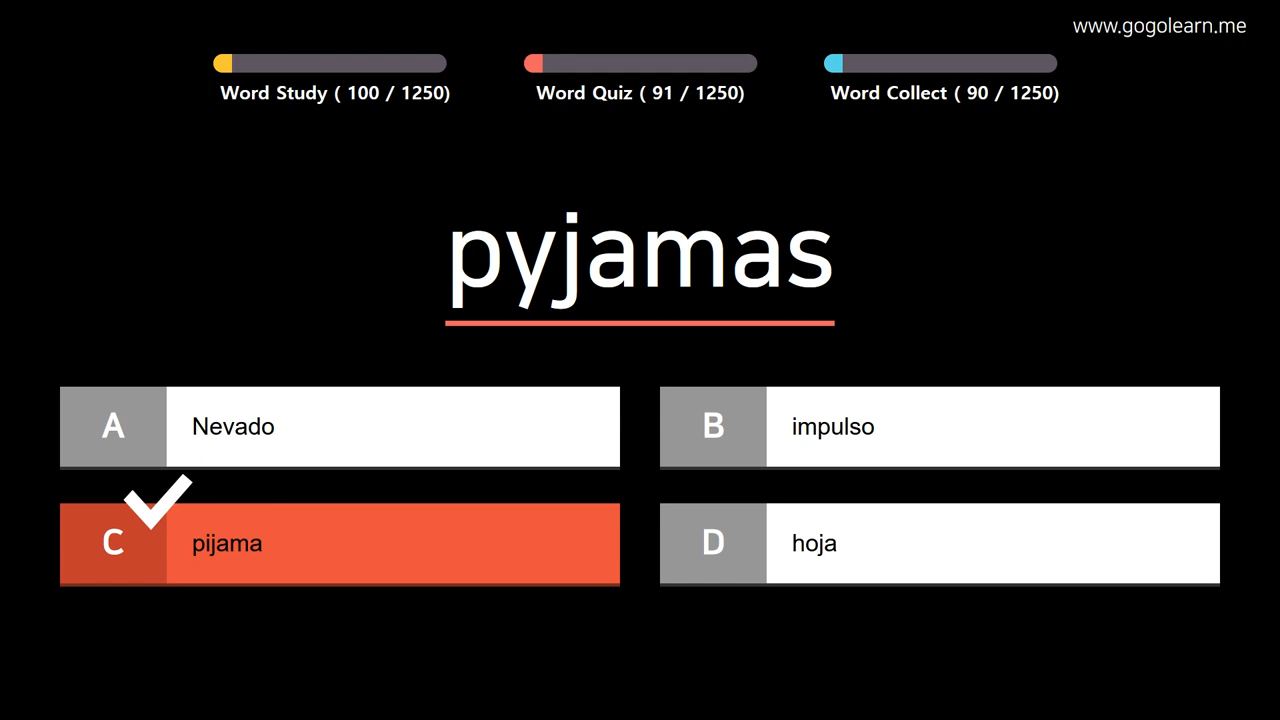 www.gogolearn.me
Word Study ( 100 / 1250)
Word Quiz ( 91 / 1250)
Word Collect ( 90 / 1250)
pyjamas
A Nevado
B impulso
C pijama
D hoja